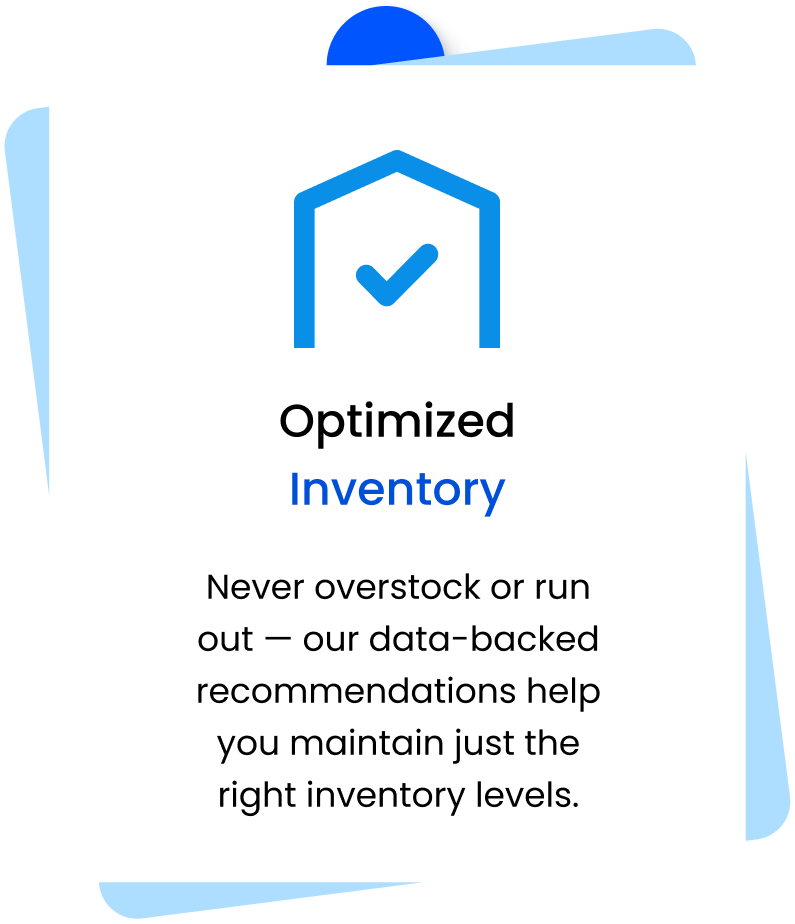 Optimized
Inventory
Never overstock or run
out — our data-backed
recommendations help
you maintain just the
right inventory levels.